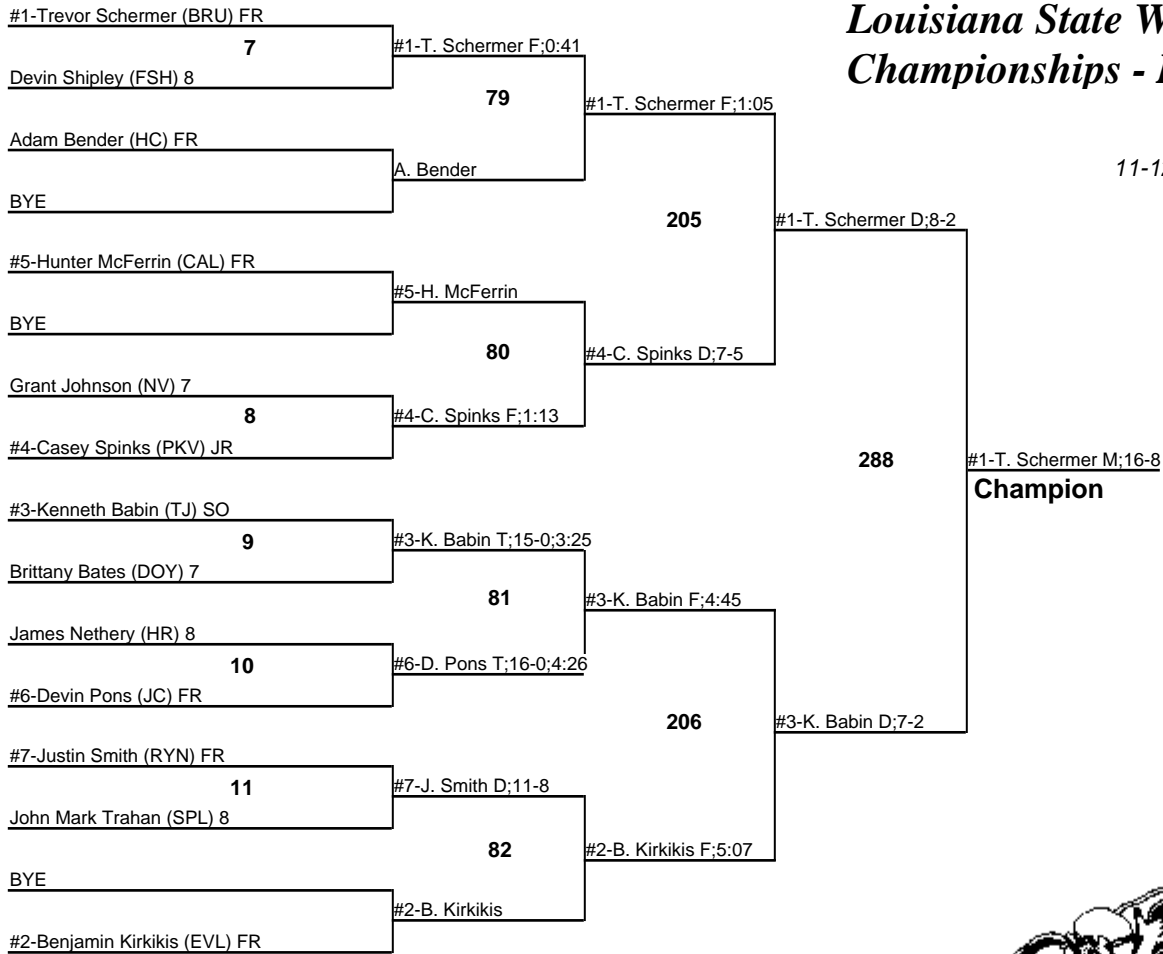 Louisiana State W
Championships -
11-1
#1-Trevor Schermer (BRU) FR
7
Devin Shipley (FSH) 8
#1-T. Schermer F;0:41
79
Adam Bender (HC) FR
BYE
A. Bender
#1-T. Schermer F;1:05
205
#5-Hunter McFerrin (CAL) FR
BYE
#5-H. McFerrin
80
Grant Johnson (NV) 7
8
#4-Casey Spinks (PKV) JR
#4-C. Spinks F;1:13
#4-C. Spinks D;7-5
#1-T. Schermer D;8-2
288
#1-T. Schermer M;16-8
Champion
#3-Kenneth Babin (TJ) SO
9
Brittany Bates (DOY) 7
#3-K. Babin T;15-0;3:25
81
James Nethery (HR) 8
10
#6-Devin Pons (JC) FR
#6-D. Pons T;16-0;4:26
#3-K. Babin F;4:45
206
#3-K. Babin D;7-2
#7-Justin Smith (RYN) FR
11
John Mark Trahan (SPL) 8
#7-J. Smith D;11-8
82
BYE
#2-Benjamin Kirkikis (EVL) FR
#2-B. Kirkikis
#2-B. Kirkikis F;5:07